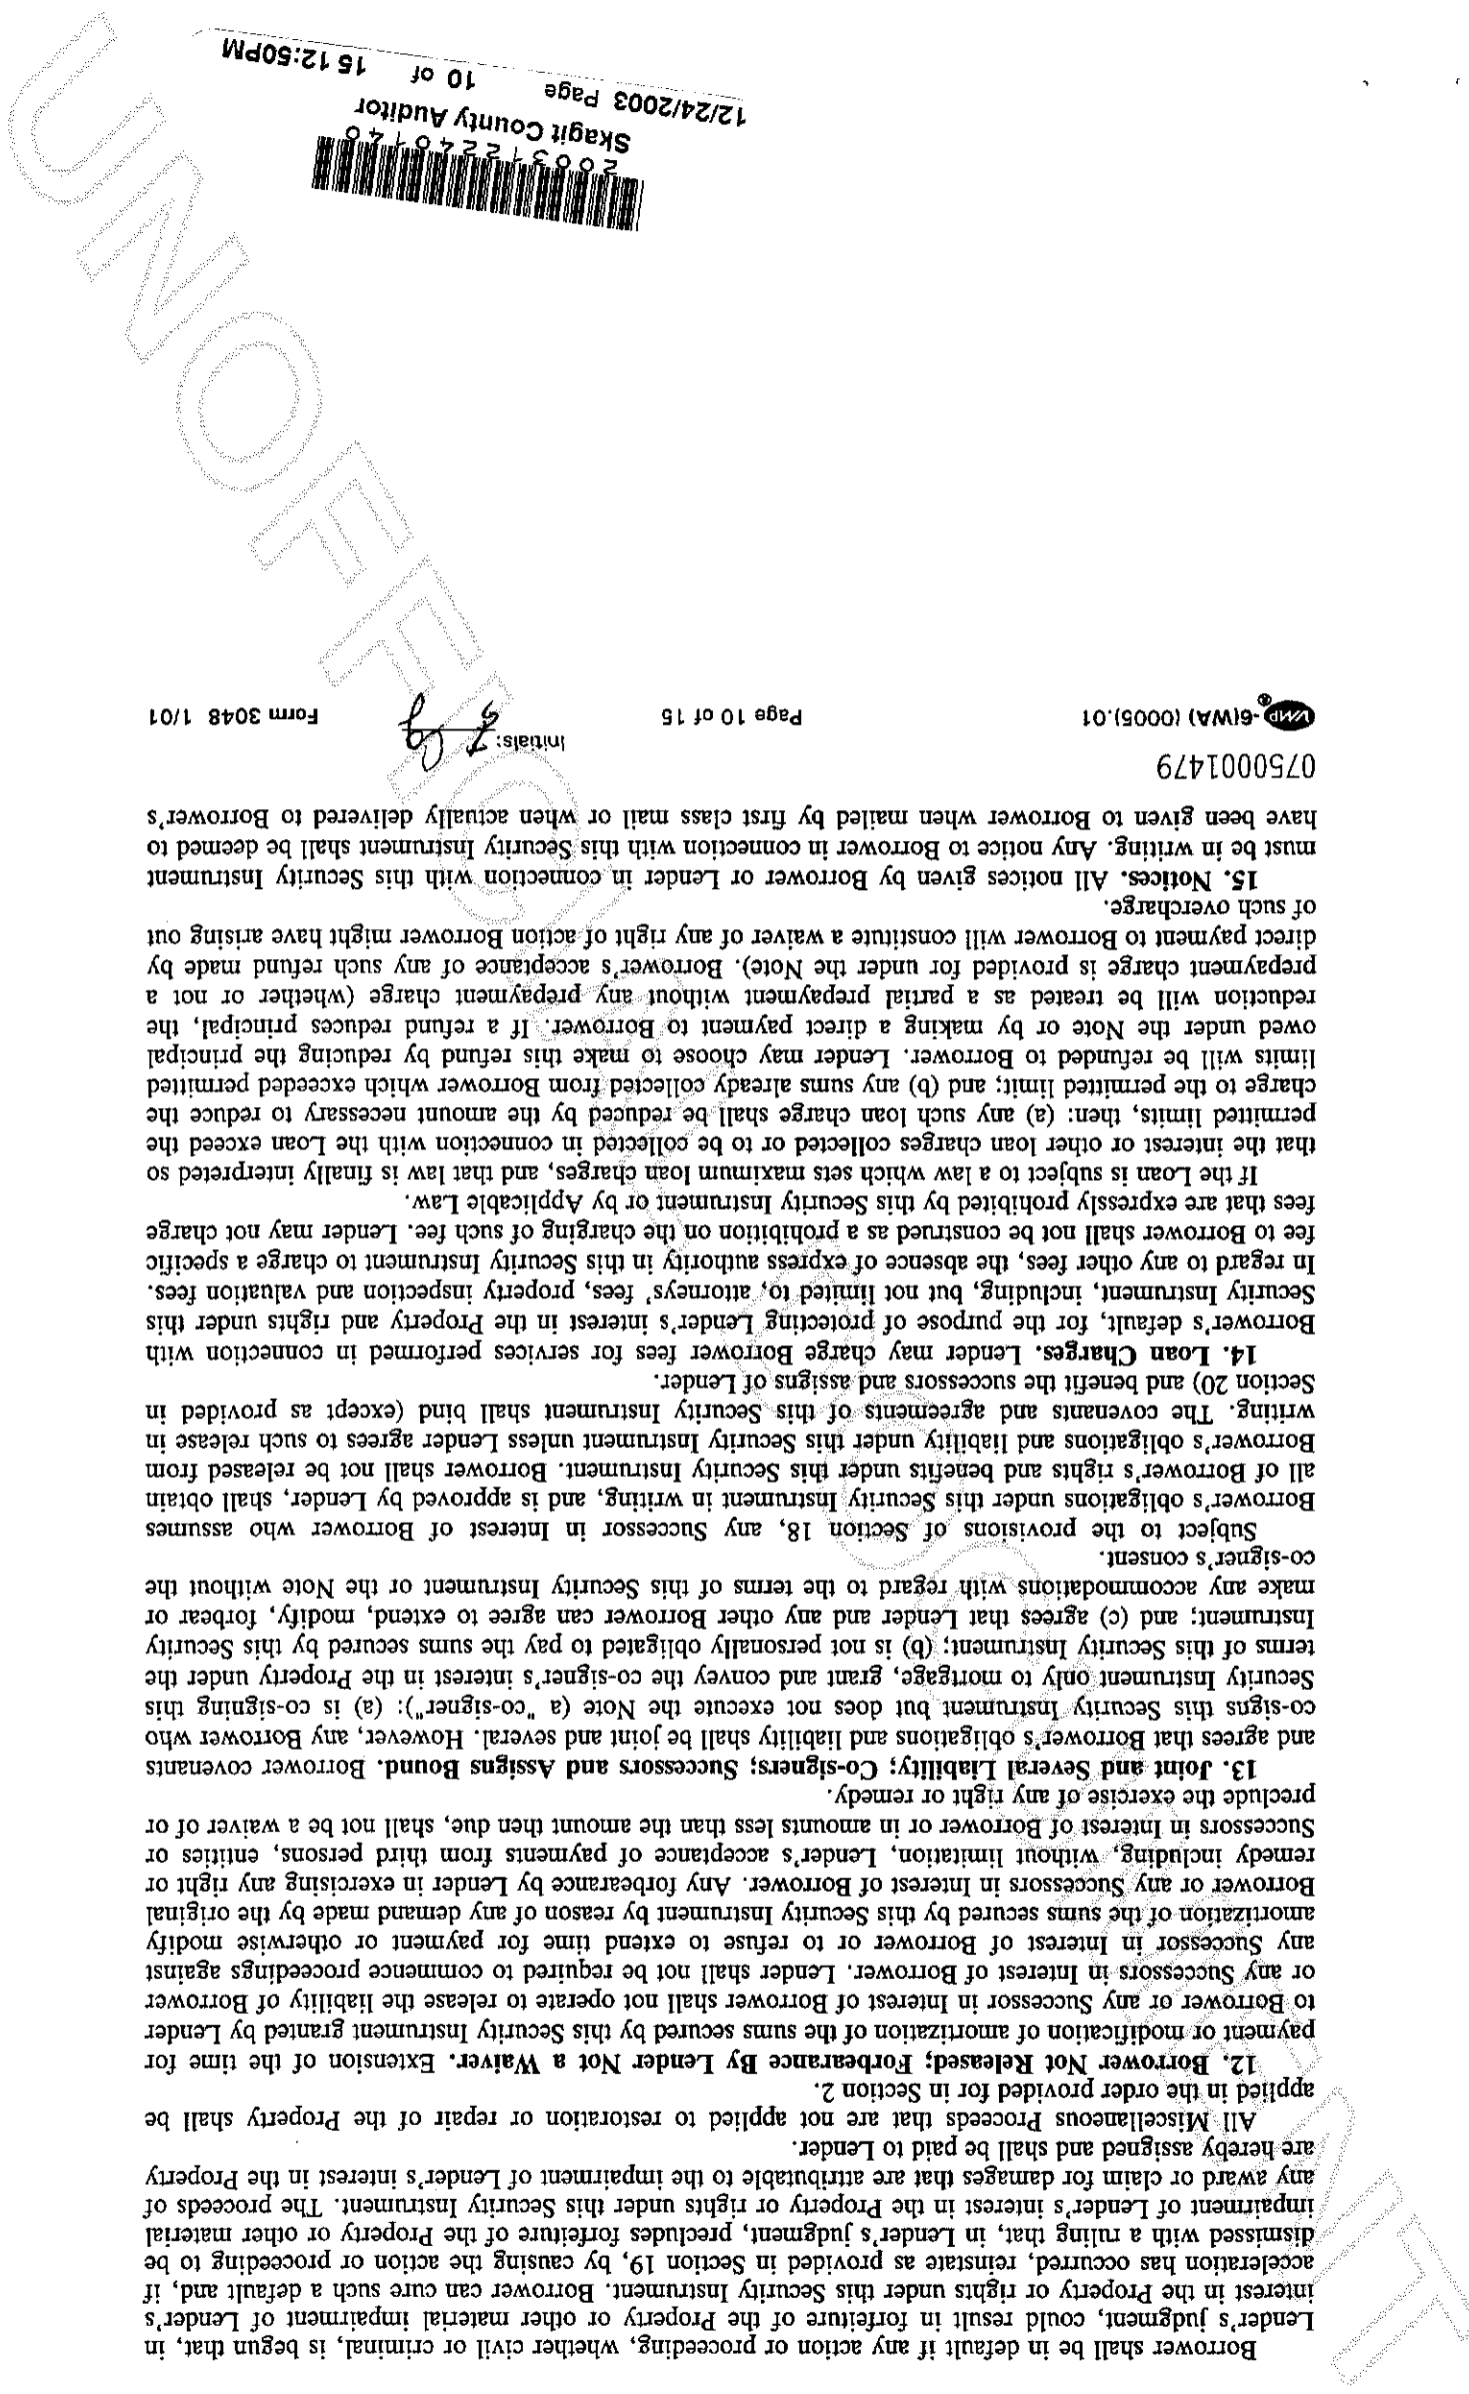 Borrower shall be in default if any action or proceeding, whether civil or criminal, is begun that, in
Lender's judgment, could result in forfeiture of the Property or other material impairment of Lender's
interest in the Property or rights under this Security Instrument. Borrower can cure such a default and, if
acceleration has occurred, reinstate as provided in Section 19, by causing the action or proceeding to be
dismissed with a ruling that, in Lender's judgment, precludes forfeiture of the Property or other material
impairment of Lender's interest in the Property or rights under this Security Instrument. The proceeds of
any award or claim for damages that are attributable to the impairment of Lender's interest in the Property
are hereby assigned and shall be paid to Lender.
All Miscellaneous Proceeds that are not applied to restoration or repair of the Property shall be
applied in the order provided for in Section 2.
12. Borrower Not Released; Forbearance By Lender Not a Waiver. Extension of the time for
payment or modification of amortization of the sums secured by this Security Instrument granted by Lender
to Borrower or any Successor in Interest of Borrower shall not operate to release the liability of Borrower
or any Successors in Interest of Borrower. Lender shall not be required to commence proceedings against
any Successor in Interest of Borrower or to refuse to extend time for payment or otherwise modify
amortization of the sums secured by this Security Instrument by reason of any demand made by the original
Borrower or any Successors in Interest of Borrower. Any forbearance by Lender in exercising any right or
remedy including, without limitation, Lender's acceptance of payments from third persons, entities or
Successors in Interest of Borrower or in amounts less than the amount then due, shall not be a waiver of or
preclude the exercise of any right or remedy.
13. Joint and Several Liability; Co-signers; Successors and Assigns Bound. Borrower covenants
and agrees that Borrower's obligations and liability shall be joint and several. However, any Borrower who
co-signs this Security Instrument but does not execute the Note (a "co-signer"): (a) is co-signing this
Security Instrument only to mortgage, grant and convey the co-signer's interest in the Property under the
terms of this Security Instrument; (b) is not personally obligated to pay the sums secured by this Security
Instrument; and (c) agrees that Lender and any other Borrower can agree to extend, modify, forbear or
make any accommodations with regard to the terms of this Security Instrument or the Note without the
co-signer's consent.
Subject to the provisions of Section 18, any Successor in Interest of Borrower who assumes
Borrower's obligations under this Security Instrument in writing, and is approved by Lender, shall obtain
all of Borrower's rights and benefits under this Security Instrument. Borrower shall not be released from
Borrower's obligations and liability under this Security Instrument unless Lender agrees to such release in
writing. The covenants and agreements of this Security Instrument shall bind (except as provided in
Section 20) and benefit the successors and assigns of Lender.
14. Loan Charges. Lender may charge Borrower fees for services performed in connection with
Borrower's default, for the purpose of protecting Lender's interest in the Property and rights under this
Security Instrument, including, but not limited to, attorneys' fees, property inspection and valuation fees.
In regard to any other fees, the absence of express authority in this Security Instrument to charge a specific
fee to Borrower shall not be construed as a prohibition on the charging of such fee. Lender may not charge
fees that are expressly prohibited by this Security Instrument or by Applicable Law.
If the Loan is subject to a law which sets maximum loan charges, and that law is finally interpreted so
that the interest or other loan charges collected or to be collected in connection with the Loan exceed the
permitted limits, then: (a) any such loan charge shall be reduced by the amount necessary to reduce the
charge to the permitted limit; and (b) any sums already collected from Borrower which exceeded permitted
limits will be refunded to Borrower. Lender may choose to make this refund by reducing the principal
owed under the Note or by making a direct payment to Borrower. If a refund reduces principal, the
reduction will be treated as a partial prepayment without any prepayment charge (whether or not a
prepayment charge is provided for under the Note). Borrower's acceptance of any such refund made by
direct payment to Borrower will constitute a waiver of any right of action Borrower might have arising out
of such overcharge.
15. Notices. All notices given by Borrower or Lender in connection with this Security Instrument
must be in writing. Any notice to Borrower in connection with this Security Instrument shall be deemed to
have been given to Borrower when mailed by first class mail or when actually delivered to Borrower's
0750001479
Initials:
VMP®-6(WA) (0005).01 Page 10 of 15 Form 3048 1/01
200312240140
Skagit County Auditor
12/24/2003 Page 10 of 15 12:50PM
UNOFFICIAL DOCUMENT